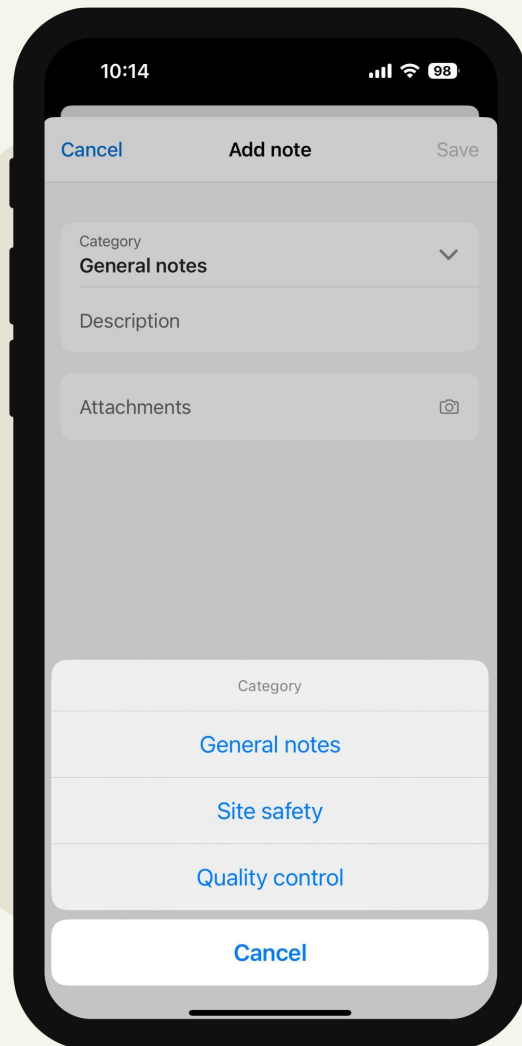 10:14
98
Cancel Add note Save
Category
General notes
Description
Attachments
Category
General notes
Site safety
Quality control
Cancel